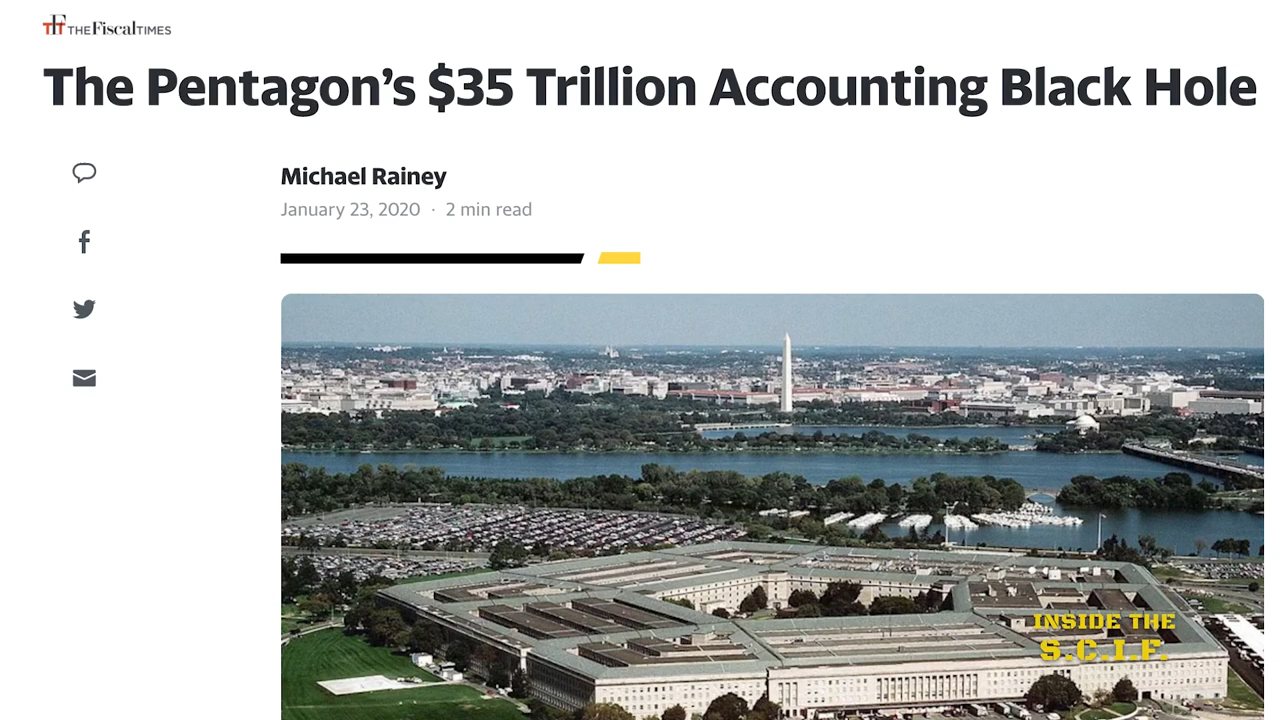 THE Fiscal TIMES
The Pentagon's $35 Trillion Accounting Black Hole
Michael Rainey
January 23, 2020 · 2 min read
INSIDE THE
S.C.I.F.